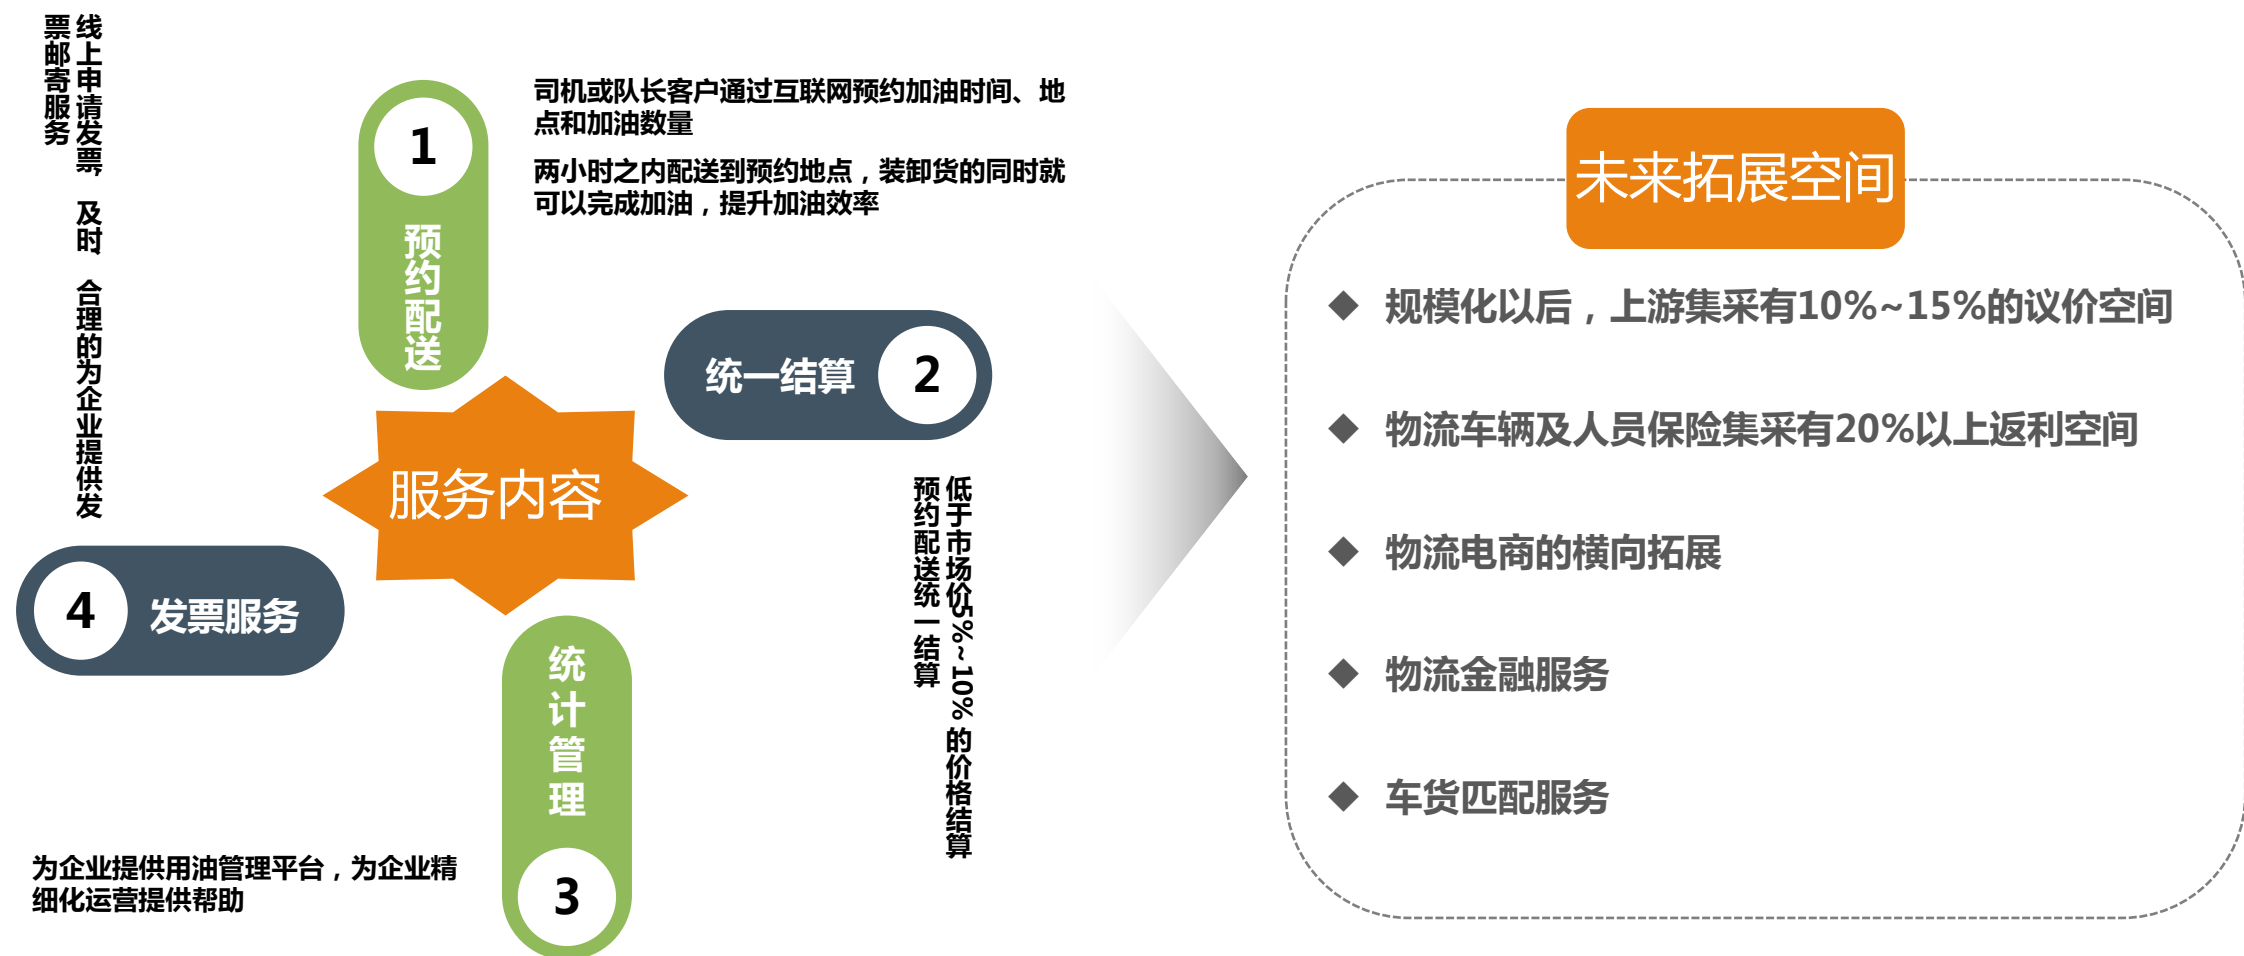 1
预约配送
司机或队长客户通过互联网预约加油时间、地
点和加油数量
两小时之内配送到预约地点，装卸货的同时就
可以完成加油，提升加油效率
统一结算
2
低于市场价5%~10%的价格结算
预约配送统一结算
服务内容
统计管理
3
为企业提供用油管理平台，为企业精
细化运营提供帮助
4
发票服务
线上申请发票，及时、合理的为企业提供发
票邮寄服务
未来拓展空间
◆ 规模化以后，上游集采有10%~15%的议价空间
◆ 物流车辆及人员保险集采有20%以上返利空间
◆ 物流电商的横向拓展
◆ 物流金融服务
◆ 车货匹配服务